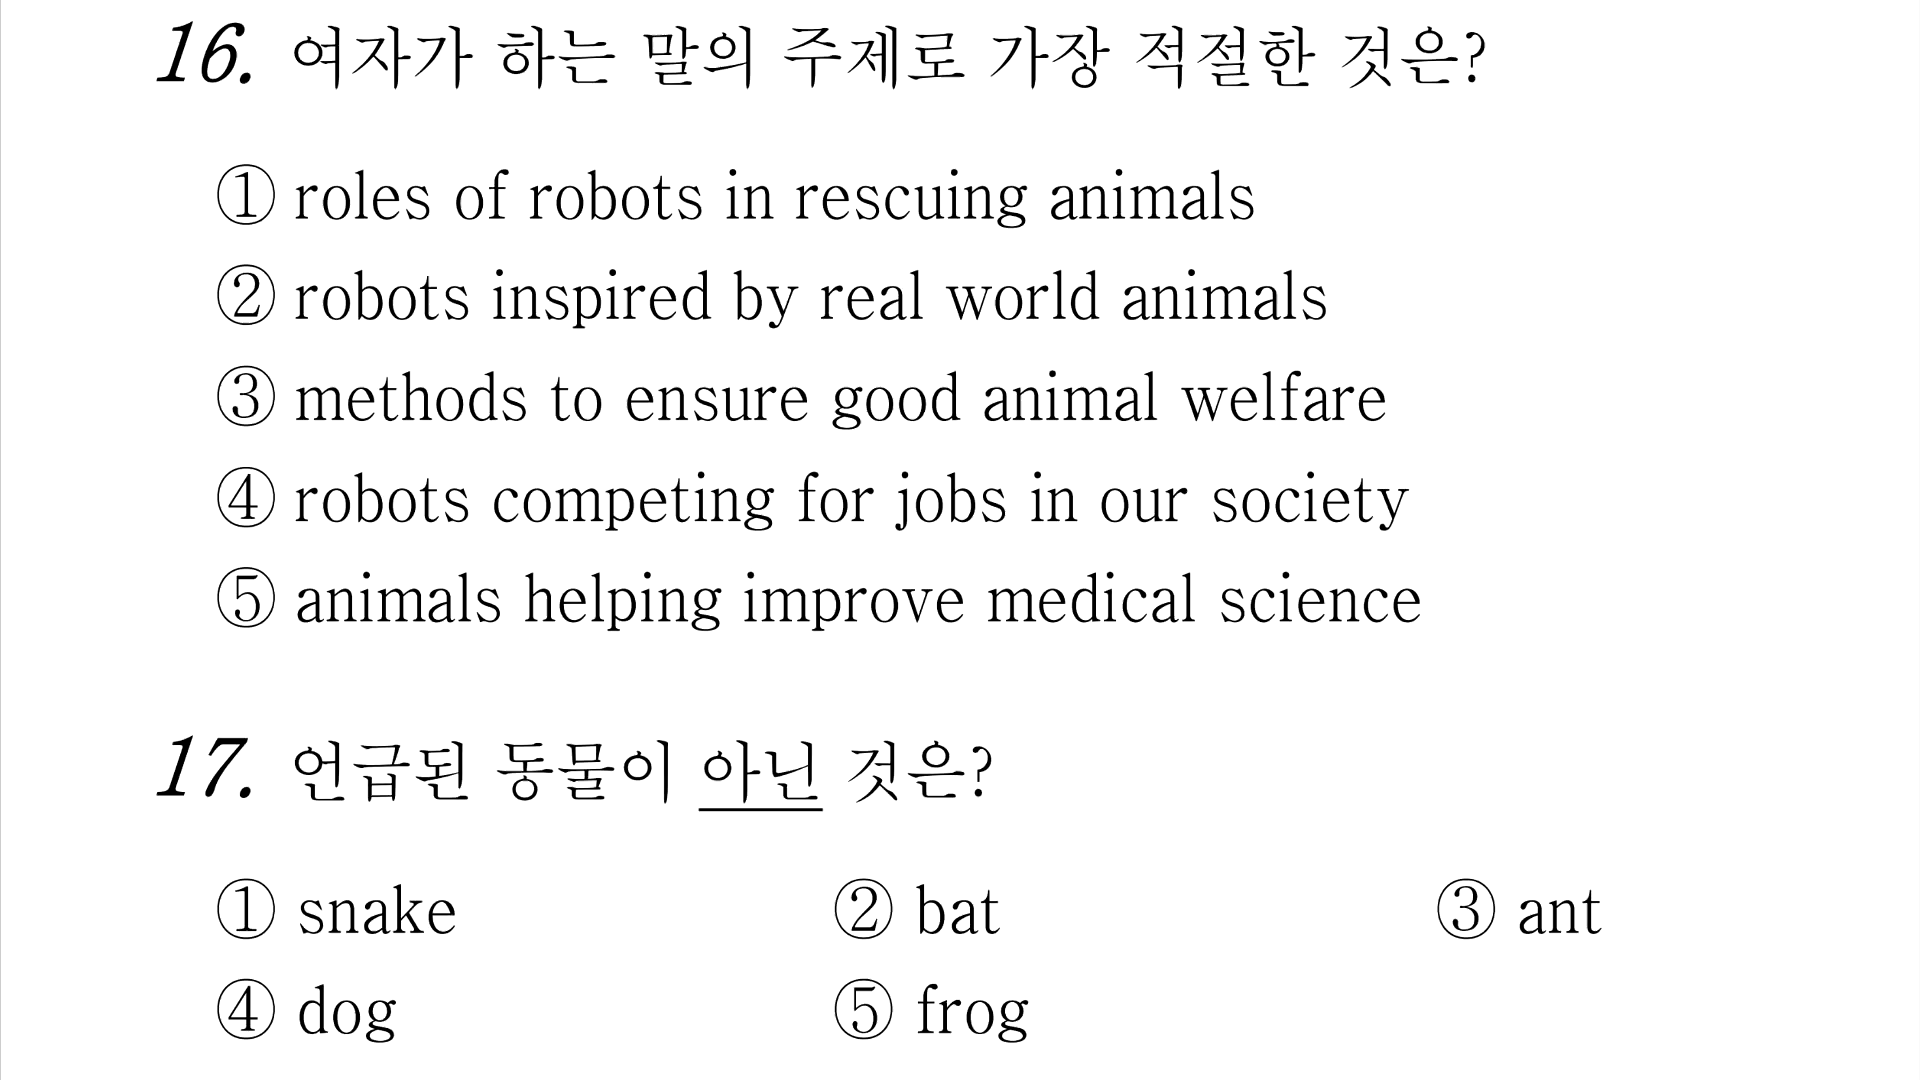 16. 여자가 하는 말의 주제로 가장 적절한 것은?
① roles of robots in rescuing animals
② robots inspired by real world animals
③ methods to ensure good animal welfare
④ robots competing for jobs in our society
⑤ animals helping improve medical science
17. 언급된 동물이 아닌 것은?
① snake ② bat ③ ant
④ dog ⑤ frog